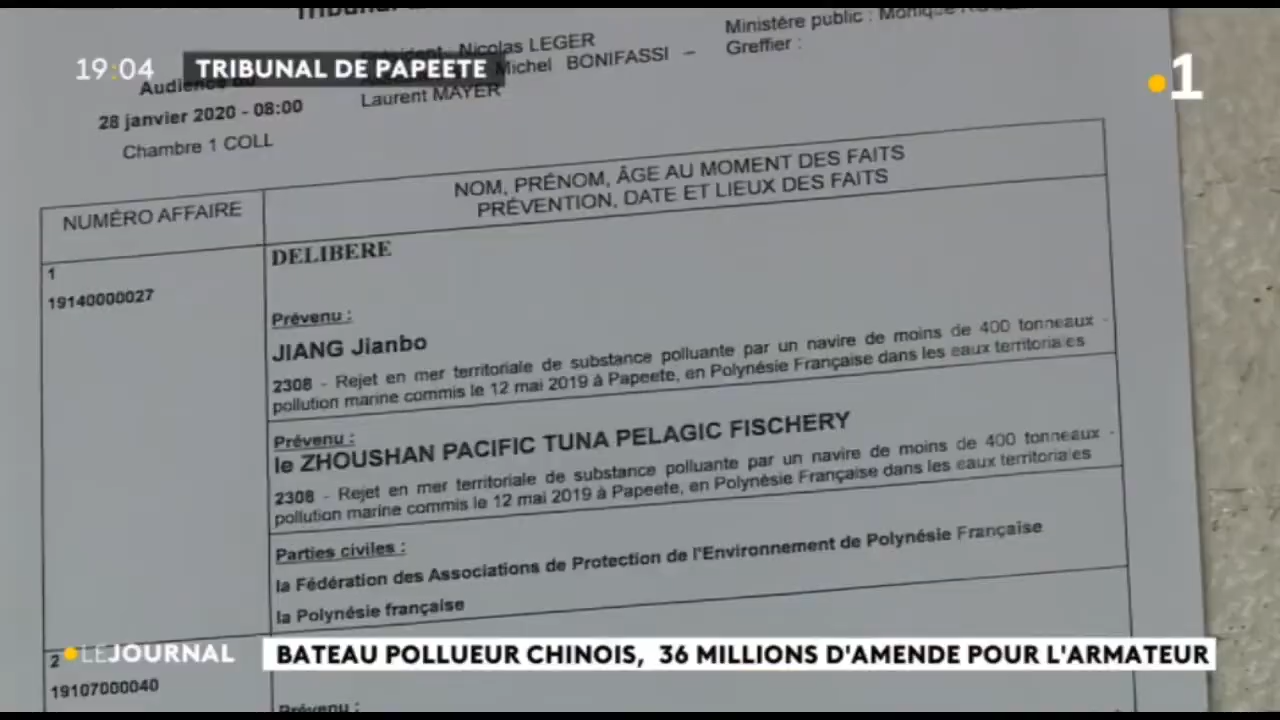 Ministère public :
Nicolas LEGER
Greffier :
Michel BONIFASSI –
Laurent MAYER
19:04
TRIBUNAL DE PAPEETE
1
Audience
28 janvier 2020 - 08:00
Chambre 1 COLL
NUMÉRO AFFAIRE
NOM, PRÉNOM, ÂGE AU MOMENT DES FAITS
PRÉVENTION, DATE ET LIEUX DES FAITS
1
19140000027
DELIBERE
Prévenu :
JIANG Jianbo
2308 - Rejet en mer territoriale de substance polluante par un navire de moins de 400 tonneaux -
pollution marine commis le 12 mai 2019 à Papeete, en Polynésie Française dans les eaux territoriales
Prévenu :
le ZHOUSHAN PACIFIC TUNA PELAGIC FISCHERY
2308 - Rejet en mer territoriale de substance polluante par un navire de moins de 400 tonneaux -
pollution marine commis le 12 mai 2019 à Papeete, en Polynésie Française dans les eaux territoriales
Parties civiles :
la Fédération des Associations de Protection de l'Environnement de Polynésie Française
la Polynésie française
2
19107000040
Prévenu :
LE JOURNAL
BATEAU POLLUEUR CHINOIS, 36 MILLIONS D'AMENDE POUR L'ARMATEUR